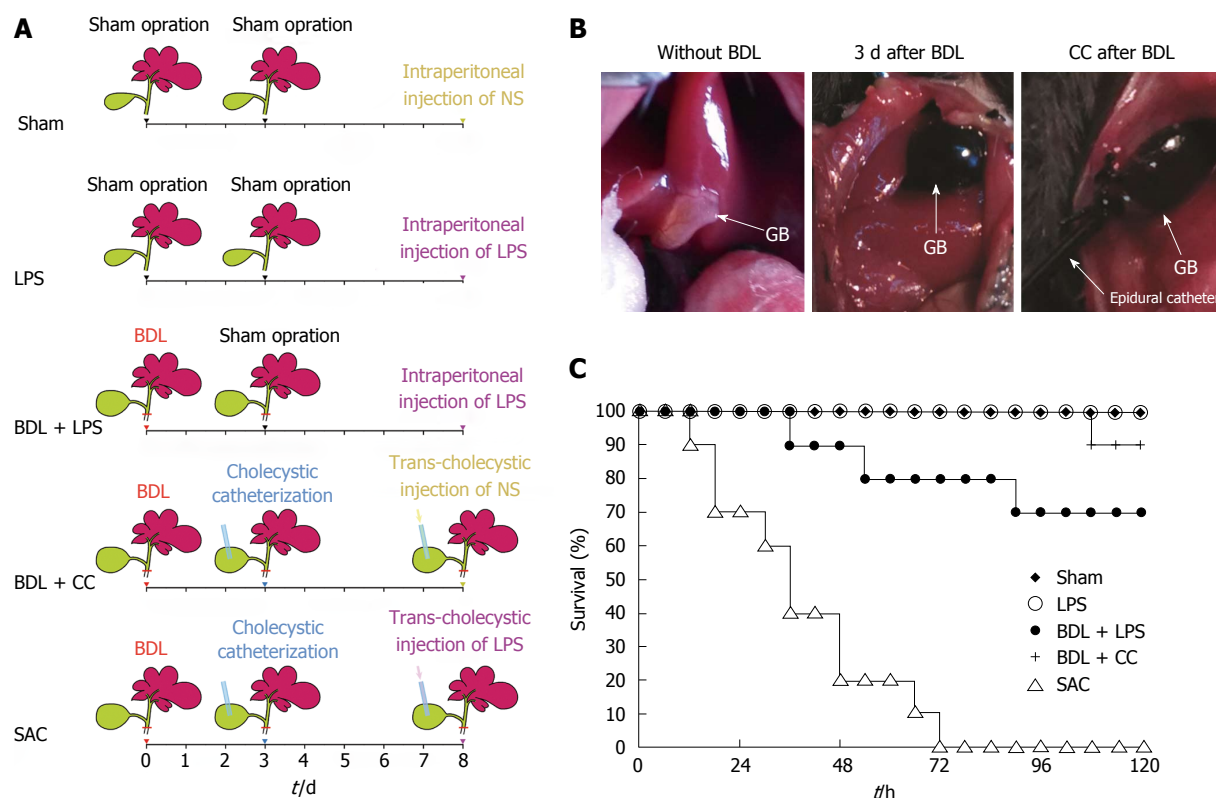 A
Sham opration Sham opration
Intraperitoneal
injection of NS
Sham
Sham opration Sham opration
Intraperitoneal
injection of LPS
LPS
BDL Sham opration
Intraperitoneal
injection of LPS
BDL + LPS
BDL
Cholecystic
catheterization
Trans-cholecystic
injection of NS
BDL + CC
BDL
Cholecystic
catheterization
Trans-cholecystic
injection of LPS
SAC
0 1 2 3 4 5 6 7 8
t/d
B
Without BDL 3 d after BDL CC after BDL
GB
GB
GB
Epidural catheter
C
Survival (%)
100
90
80
70
60
50
40
30
20
10
0
0 24 48 72 96 120
t/h
Sham
LPS
BDL + LPS
BDL + CC
SAC